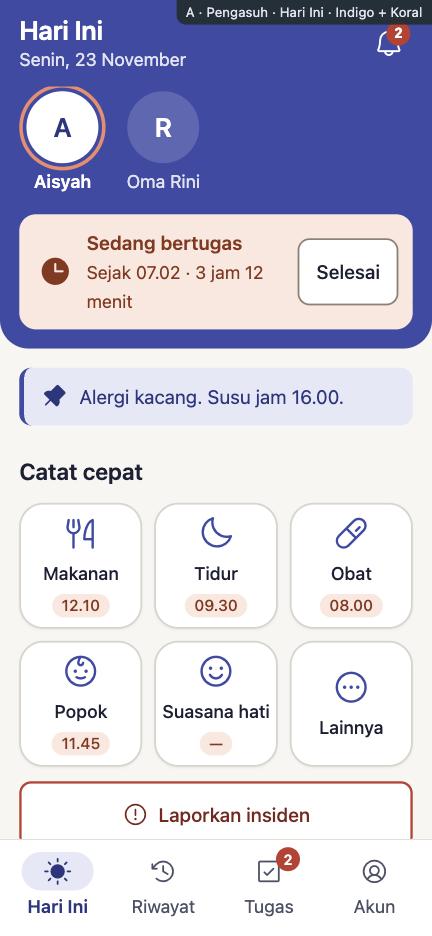 A · Pengasuh · Hari Ini · Indigo + Koral
Hari Ini
Senin, 23 November
2
A
R
Aisyah
Oma Rini
Sedang bertugas
Sejak 07.02 · 3 jam 12
menit
Selesai
Alergi kacang. Susu jam 16.00.
Catat cepat
Makanan
12.10
Tidur
09.30
Obat
08.00
Popok
11.45
Suasana hati
—
Lainnya
Laporkan insiden
Hari Ini
Riwayat
2
Tugas
Akun